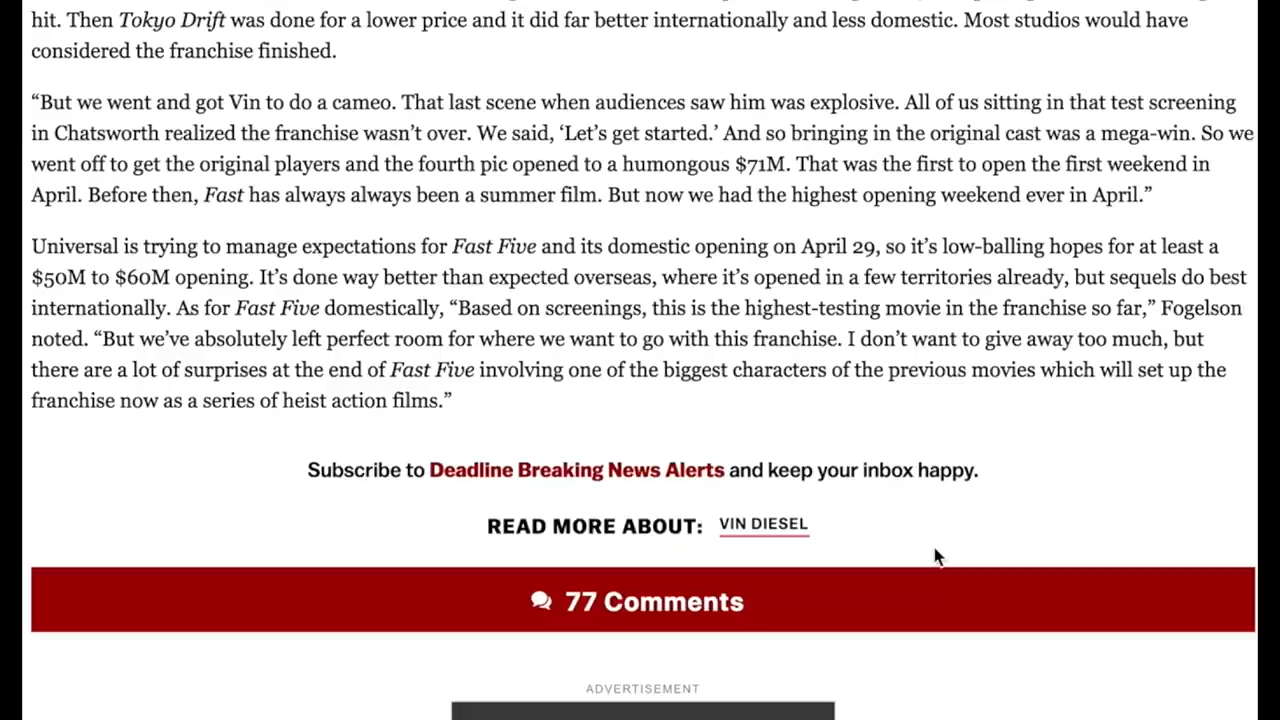 hit. Then Tokyo Drift was done for a lower price and it did far better internationally and less domestic. Most studios would have
considered the franchise finished.
“But we went and got Vin to do a cameo. That last scene when audiences saw him was explosive. All of us sitting in that test screening
in Chatsworth realized the franchise wasn’t over. We said, ‘Let’s get started.’ And so bringing in the original cast was a mega-win. So we
went off to get the original players and the fourth pic opened to a humongous $71M. That was the first to open the first weekend in
April. Before then, Fast has always always been a summer film. But now we had the highest opening weekend ever in April.”
Universal is trying to manage expectations for Fast Five and its domestic opening on April 29, so it’s low-balling hopes for at least a
$50M to $60M opening. It’s done way better than expected overseas, where it’s opened in a few territories already, but sequels do best
internationally. As for Fast Five domestically, “Based on screenings, this is the highest-testing movie in the franchise so far,” Fogelson
noted. “But we’ve absolutely left perfect room for where we want to go with this franchise. I don’t want to give away too much, but
there are a lot of surprises at the end of Fast Five involving one of the biggest characters of the previous movies which will set up the
franchise now as a series of heist action films.”
Subscribe to Deadline Breaking News Alerts and keep your inbox happy.
READ MORE ABOUT: VIN DIESEL
77 Comments
ADVERTISEMENT